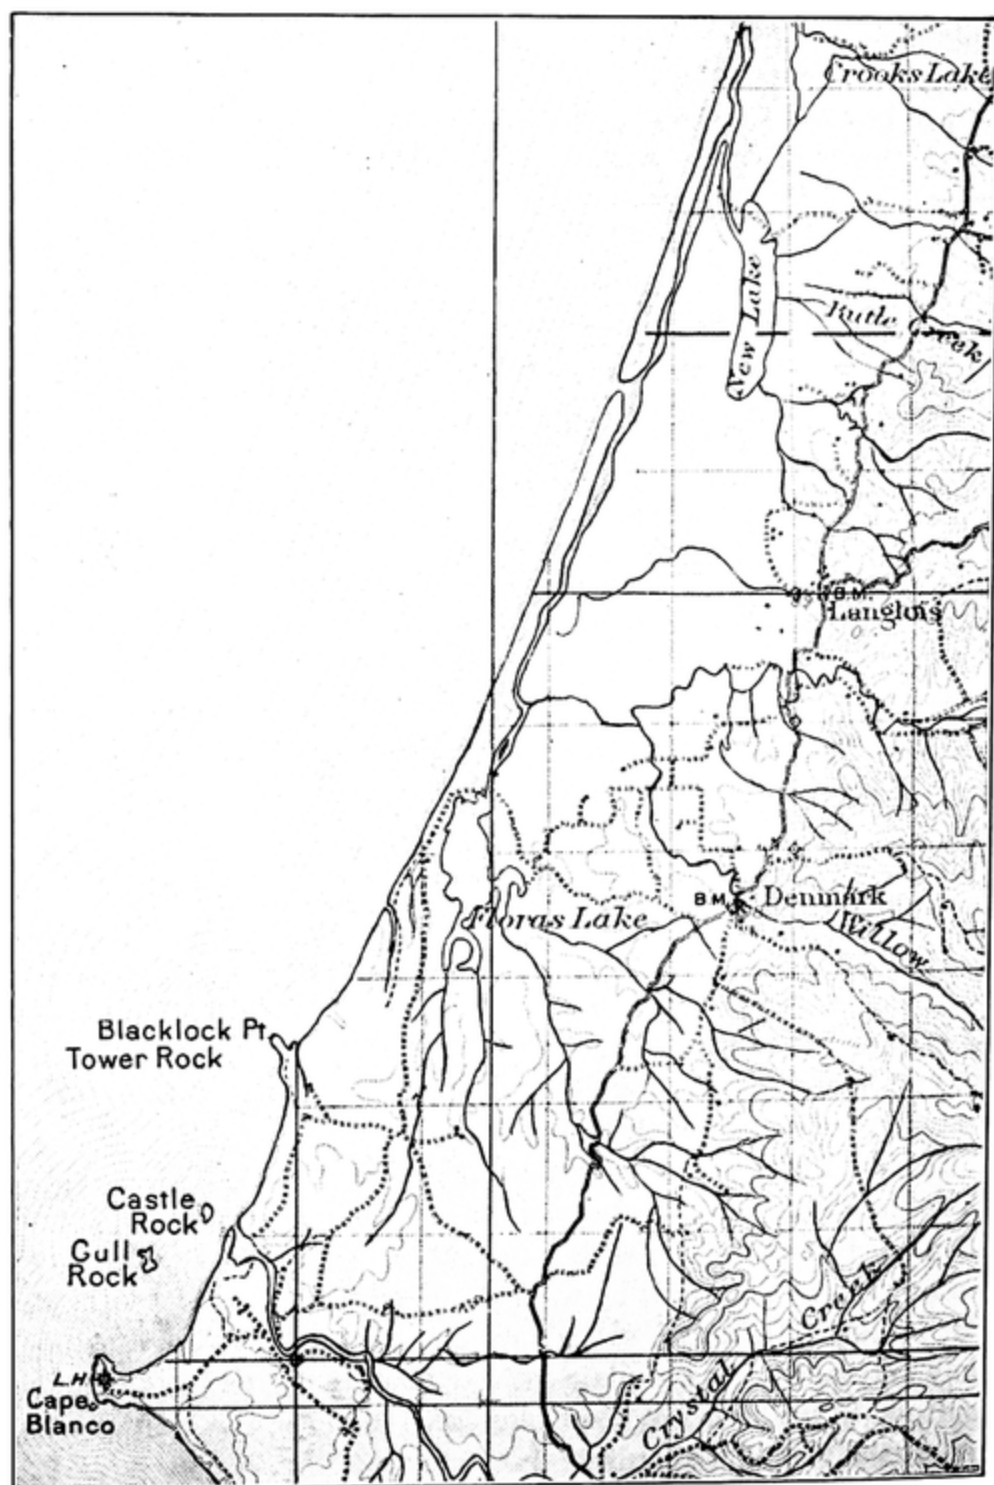 Crooks Lake
New Lake
Butle Creek
B.M.
Langlois
B M
Denmark
Floras Lake
Willow
Blacklock Pt.
Tower Rock
Castle
Rock
Gull
Rock
Creek
L.H.
Cape
Blanco
Crystal